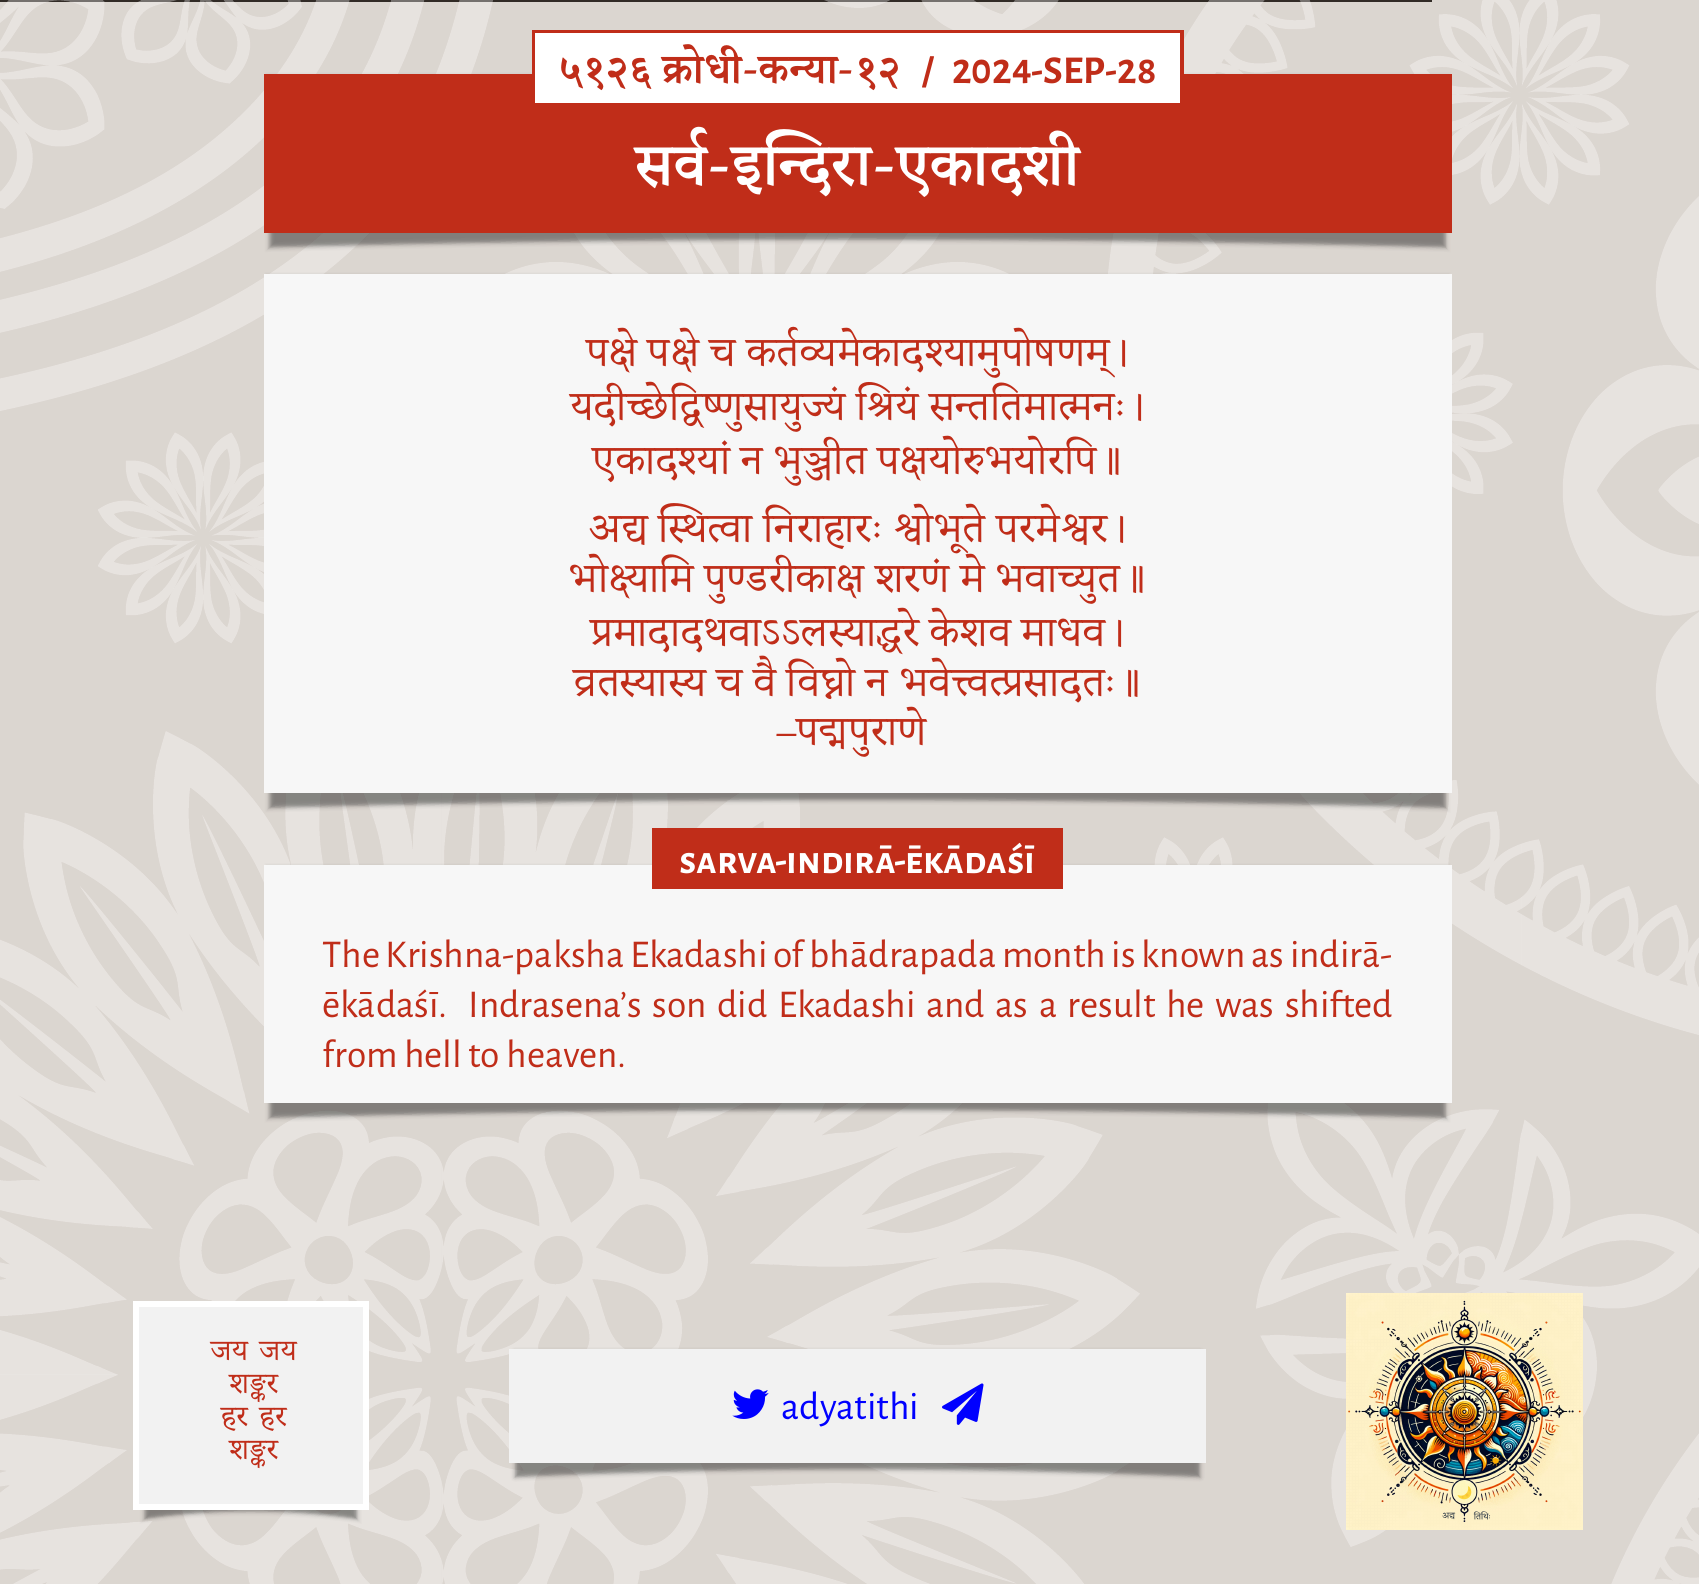 ५१२६ क्रोधी-कन्या-१२ / 2024-SEP-28
सर्व-इन्दिरा-एकादशी
पक्षे पक्षे च कर्तव्यमेकादश्यामुपोषणम्।
यदीच्छेद्विष्णुसायुज्यं श्रियं सन्ततिमात्मनः।
एकादश्यां न भुञ्जीत पक्षयोरुभयोरपि॥
अद्य स्थित्वा निराहारः श्वोभूते परमेश्वर।
भोक्ष्यामि पुण्डरीकाक्ष शरणं मे भवाच्युत॥
प्रमादादथवाऽऽलस्याद्धरे केशव माधव।
व्रतस्यास्य च वै विघ्नो न भवेत्त्वत्प्रसादतः॥
–पद्मपुराणे
SARVA-INDIRĀ-ĒKĀDAŚĪ
The Krishna-paksha Ekadashi of bhādrapada month is known as indirā-
ēkādaśī. Indrasena’s son did Ekadashi and as a result he was shifted
from hell to heaven.
जय जय
शङ्कर
हर हर
शङ्कर
adyatithi
अद्य तिथिः